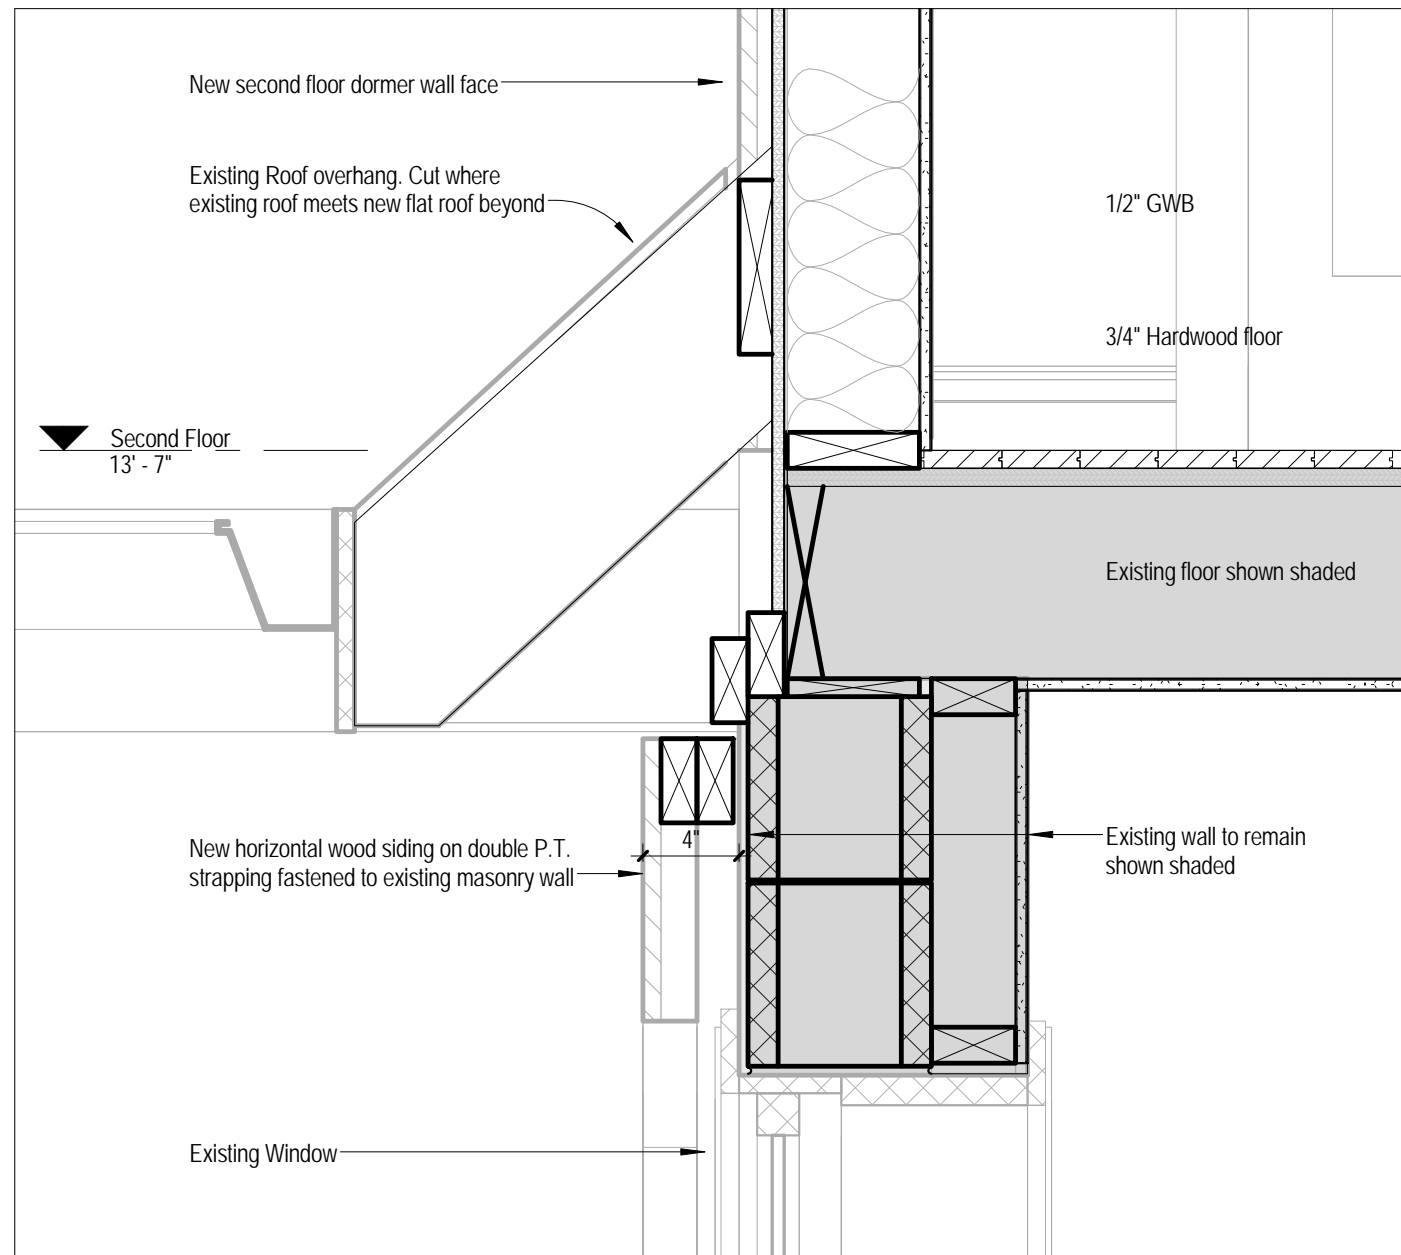 New second floor dormer wall face
Existing Roof overhang. Cut where
existing roof meets new flat roof beyond
1/2" GWB
3/4" Hardwood floor
Second Floor
13' - 7"
Existing floor shown shaded
4"
New horizontal wood siding on double P.T.
strapping fastened to existing masonry wall
Existing wall to remain
shown shaded
Existing Window